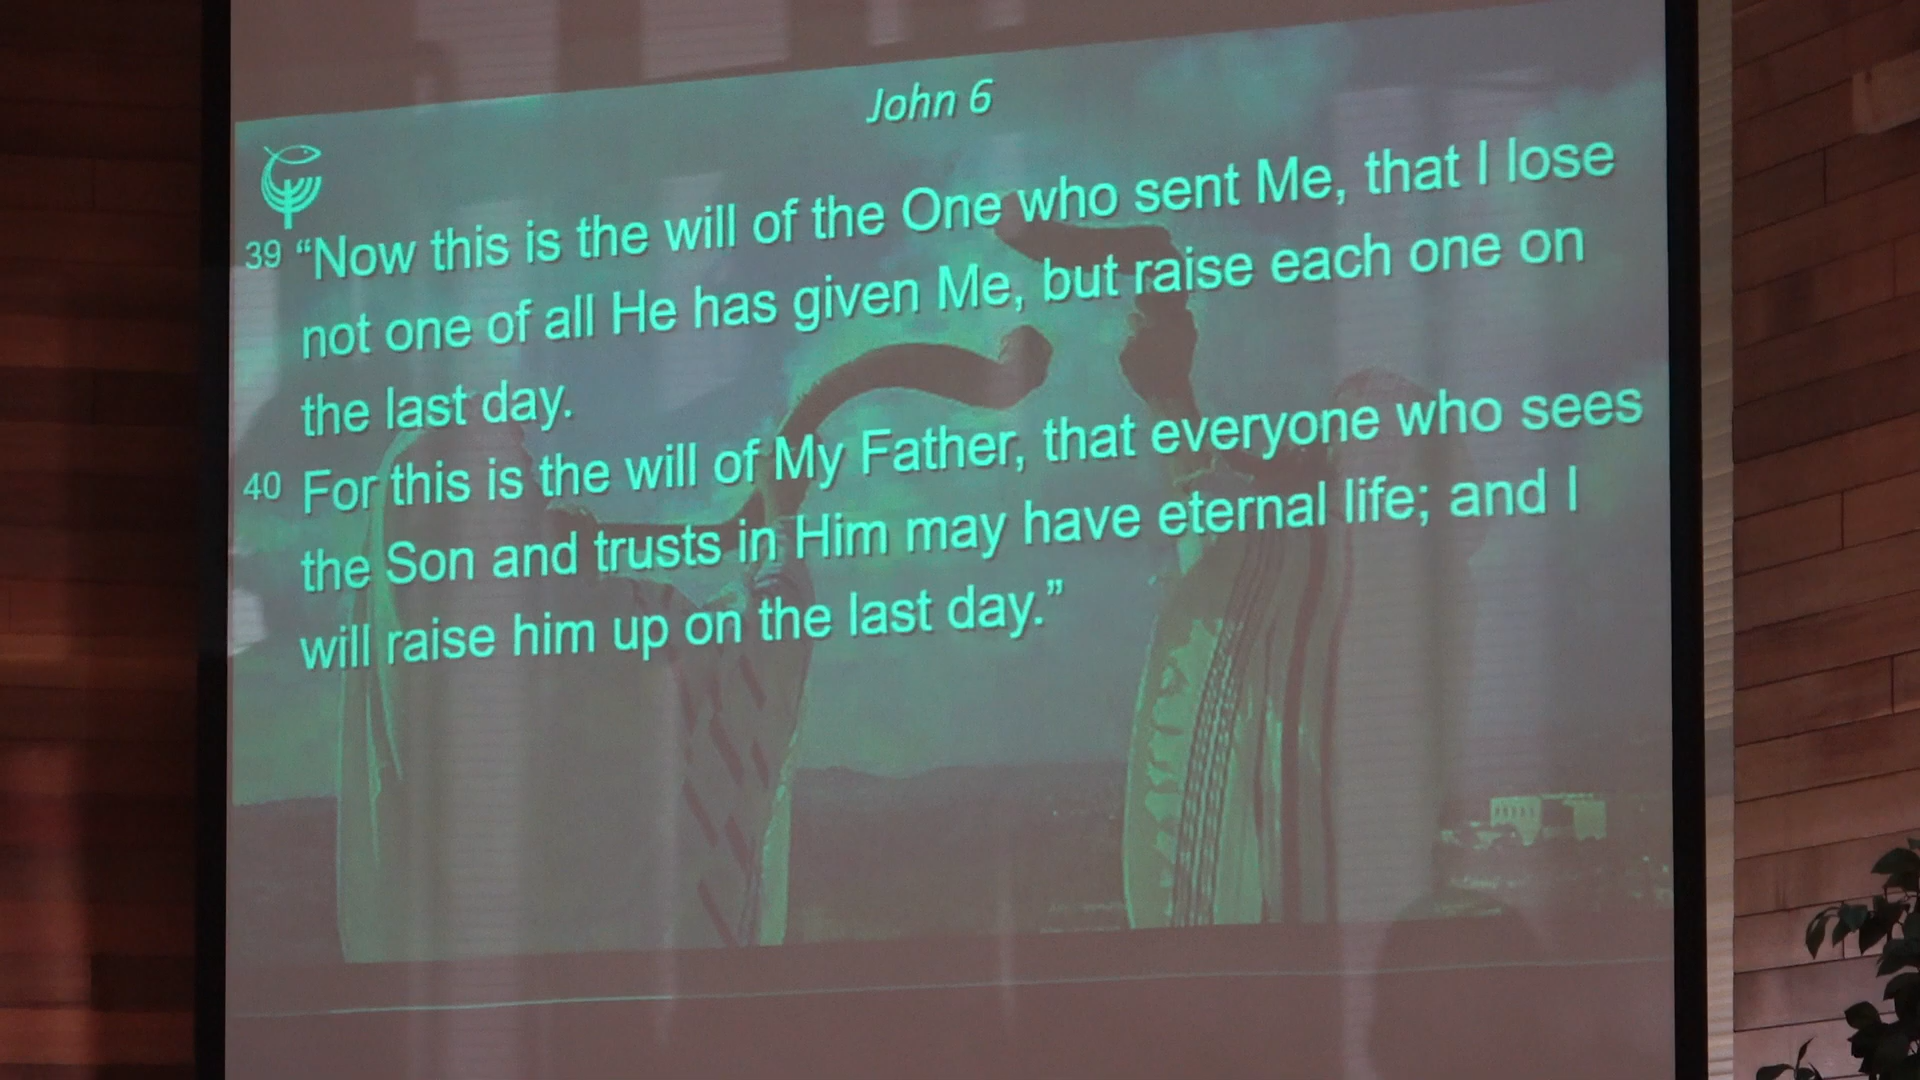 John 6
39 “Now this is the will of the One who sent Me, that I lose
not one of all He has given Me, but raise each one on
the last day.
40 For this is the will of My Father, that everyone who sees
the Son and trusts in Him may have eternal life; and I
will raise him up on the last day.”